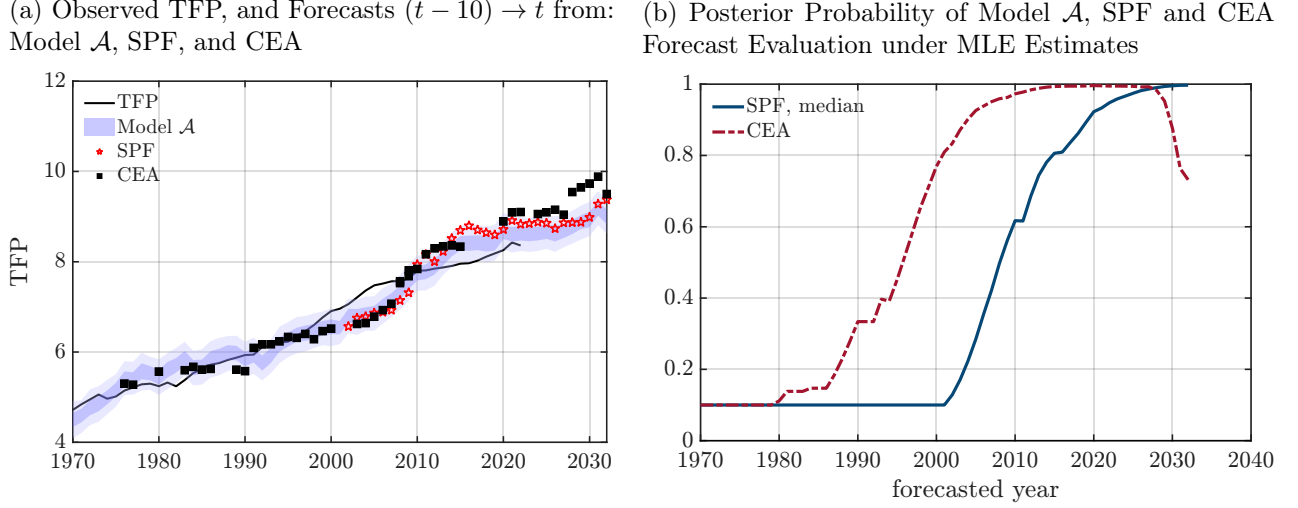 (a) Observed TFP, and Forecasts (t − 10) → t from:
Model 𝒜, SPF, and CEA
12
10
8
6
4
TFP
TFP
Model 𝒜
SPF
CEA
1970 1980 1990 2000 2010 2020 2030
(b) Posterior Probability of Model 𝒜, SPF and CEA
Forecast Evaluation under MLE Estimates
1
0.8
0.6
0.4
0.2
0
SPF, median
CEA
1970 1980 1990 2000 2010 2020 2030 2040
forecasted year